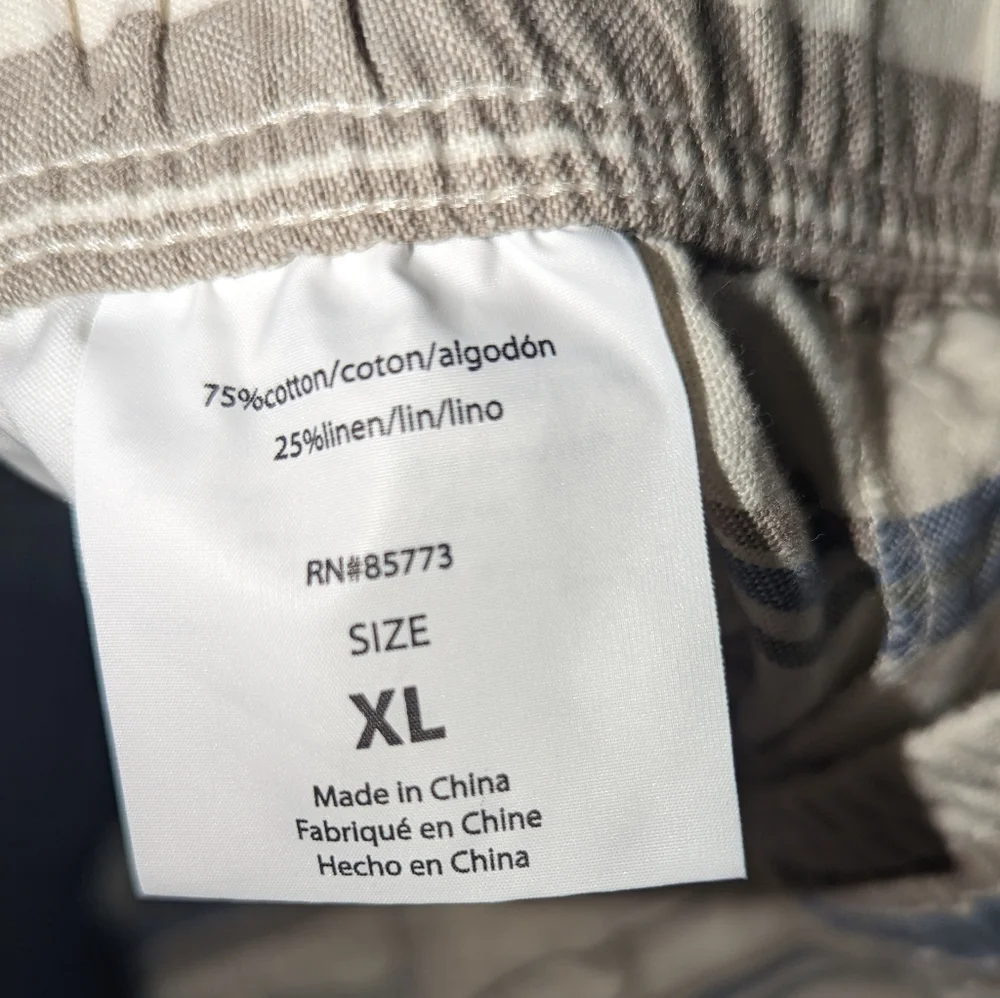 75%cotton/coton/algodón
25%linen/lin/lino
RN#85773
SIZE
XL
Made in China
Fabriqué en Chine
Hecho en China